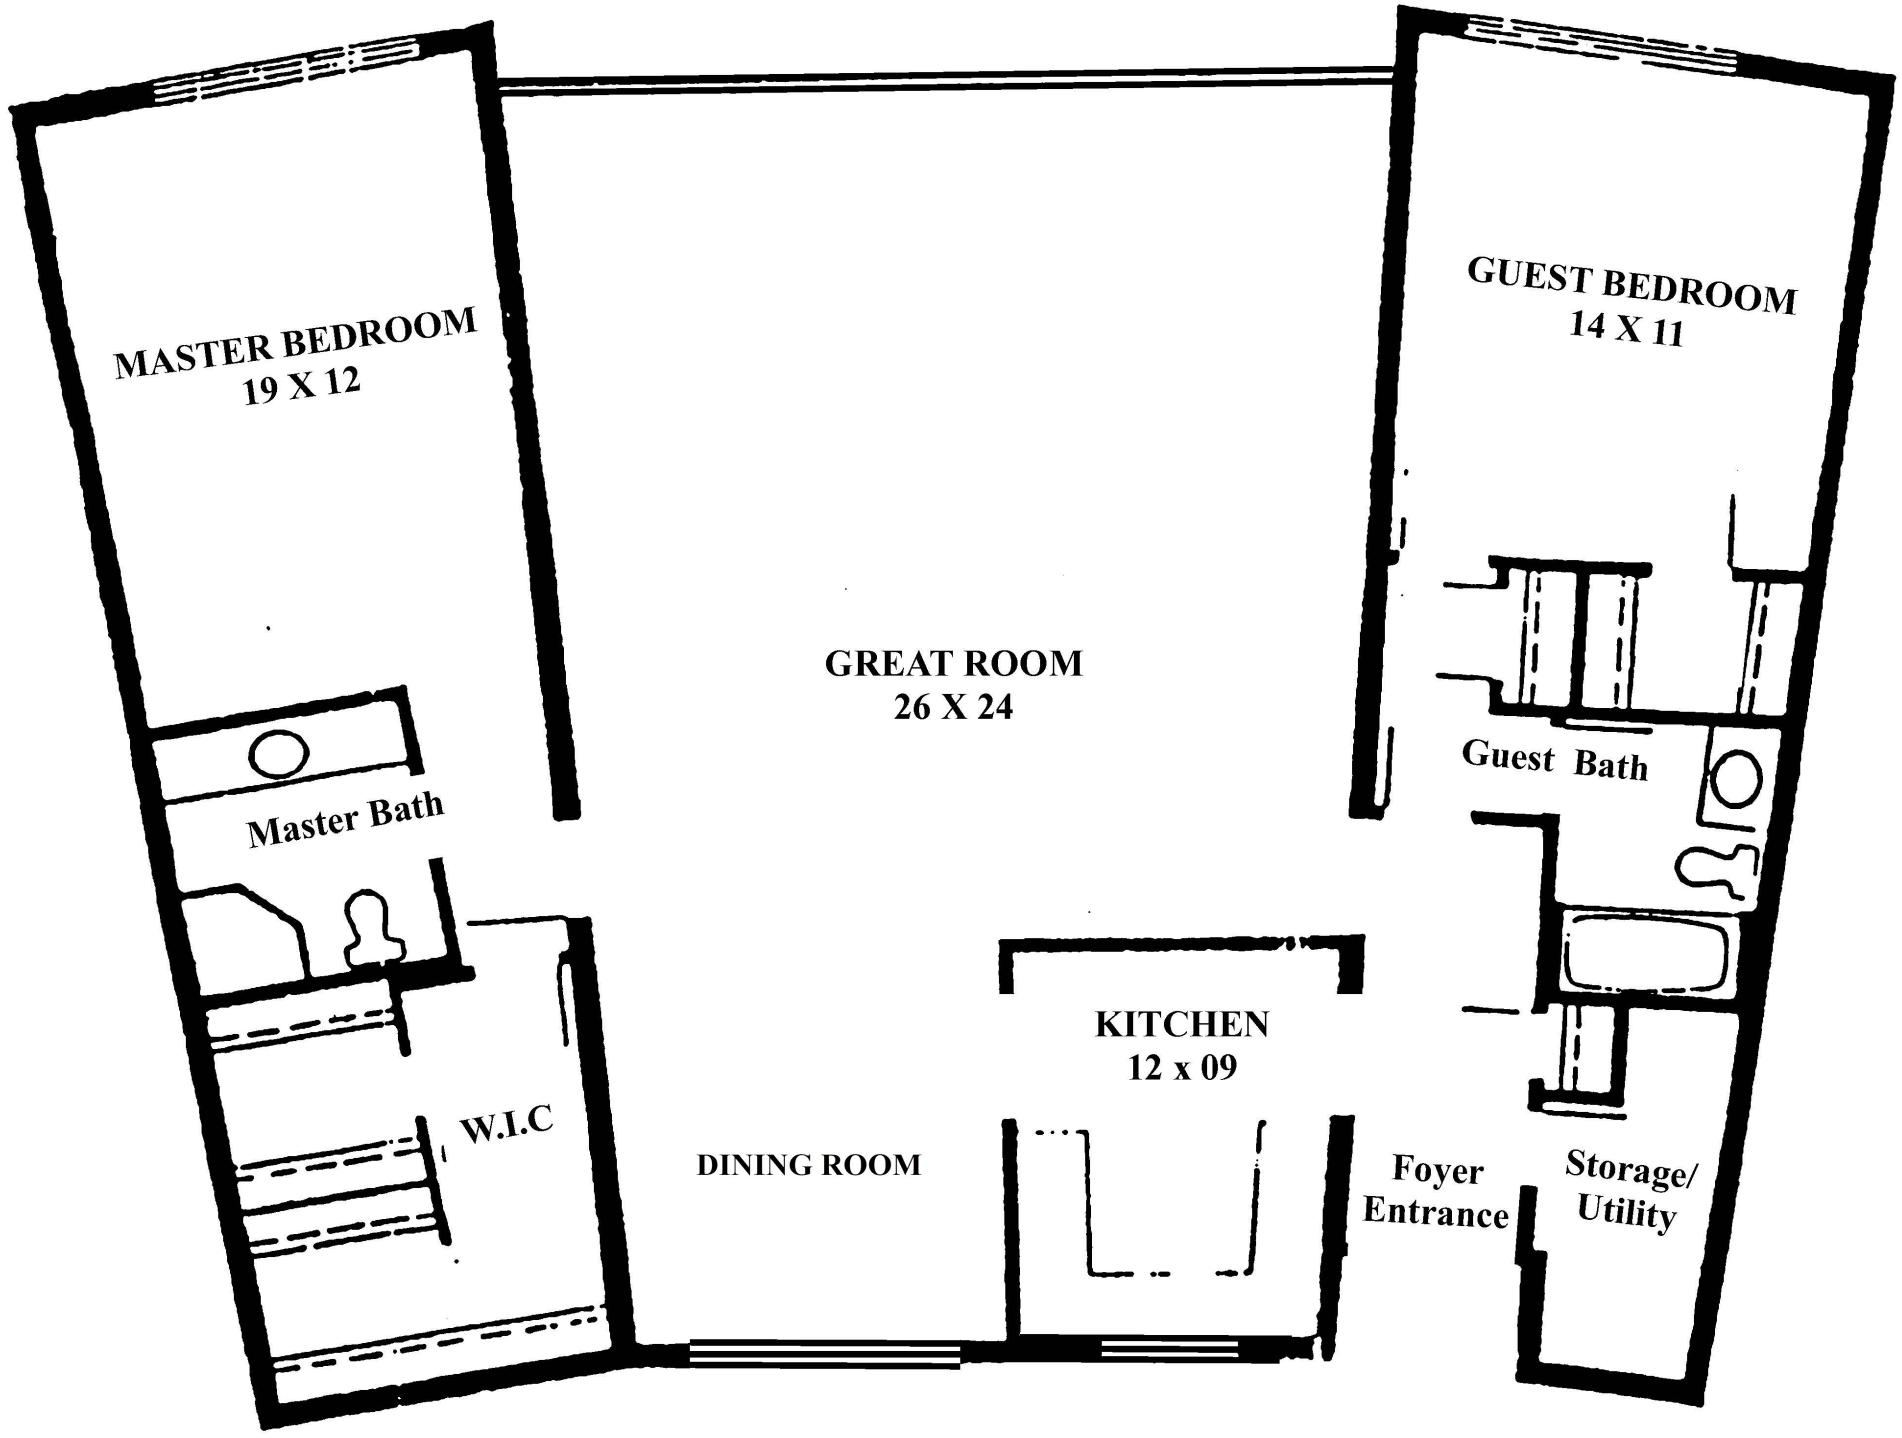 MASTER BEDROOM
19 X 12
GUEST BEDROOM
14 X 11
GREAT ROOM
26 X 24
Master Bath
Guest Bath
KITCHEN
12 x 09
W.I.C
DINING ROOM
Foyer
Entrance
Storage/
Utility